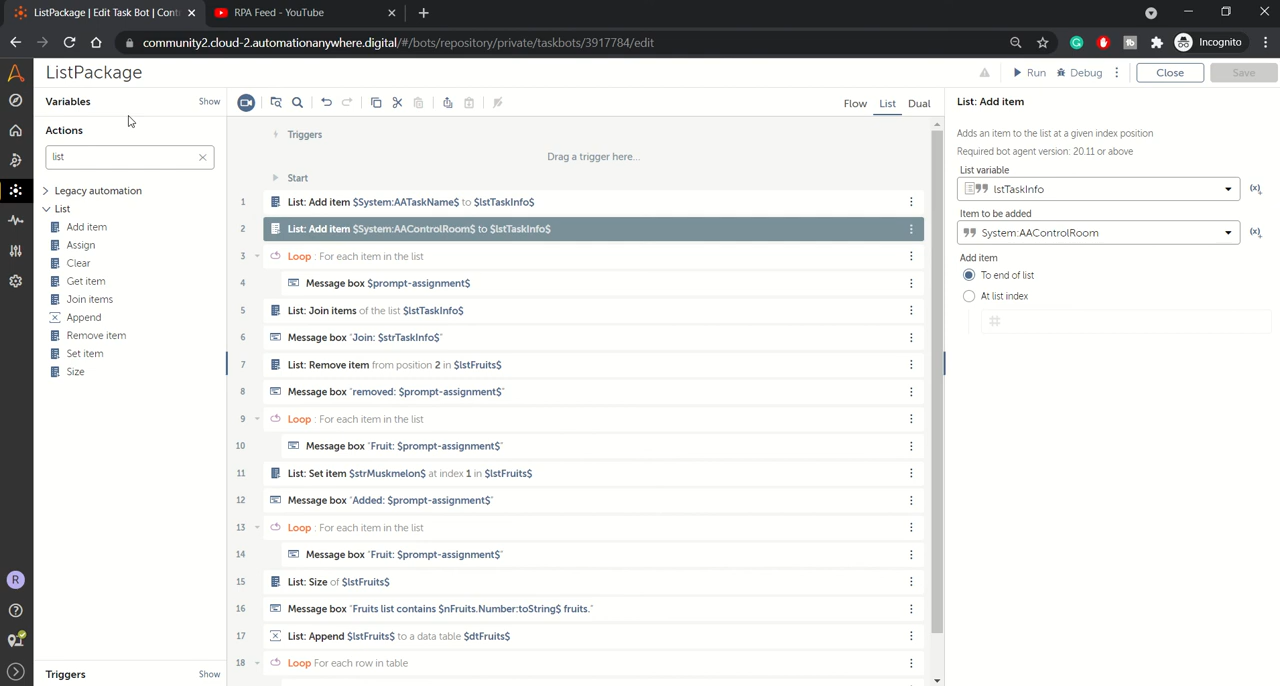 ListPackage | Edit Task Bot | Cont
RPA Feed - YouTube
community2.cloud-2.automationanywhere.digital/#/bots/repository/private/taskbots/3917784/edit
Incognito
ListPackage
Run
Debug
Close
Save
Variables
Show
Actions
list
Legacy automation
List
Add item
Assign
Clear
Get item
Join items
Append
Remove item
Set item
Size
Triggers
Show
R
Flow
List
Dual
Triggers
Drag a trigger here...
Start
1 List: Add item $System:AATaskName$ to $lstTaskInfo$
2 List: Add item $System:AAControlRoom$ to $lstTaskInfo$
3 Loop : For each item in the list
4 Message box $prompt-assignment$
5 List: Join items of the list $lstTaskInfo$
6 Message box "Join: $strTaskInfo$"
7 List: Remove item from position 2 in $lstFruits$
8 Message box "removed: $prompt-assignment$"
9 Loop : For each item in the list
10 Message box "Fruit: $prompt-assignment$"
11 List: Set item $strMuskmelon$ at index 1 in $lstFruits$
12 Message box "Added: $prompt-assignment$"
13 Loop : For each item in the list
14 Message box "Fruit: $prompt-assignment$"
15 List: Size of $lstFruits$
16 Message box "Fruits list contains $nFruits.Number:toString$ fruits."
17 List: Append $lstFruits$ to a data table $dtFruits$
18 Loop For each row in table
List: Add item
Adds an item to the list at a given index position
Required bot agent version: 20.11 or above
List variable
lstTaskInfo
(x)
Item to be added
System:AAControlRoom
(x)
Add item
To end of list
At list index
#